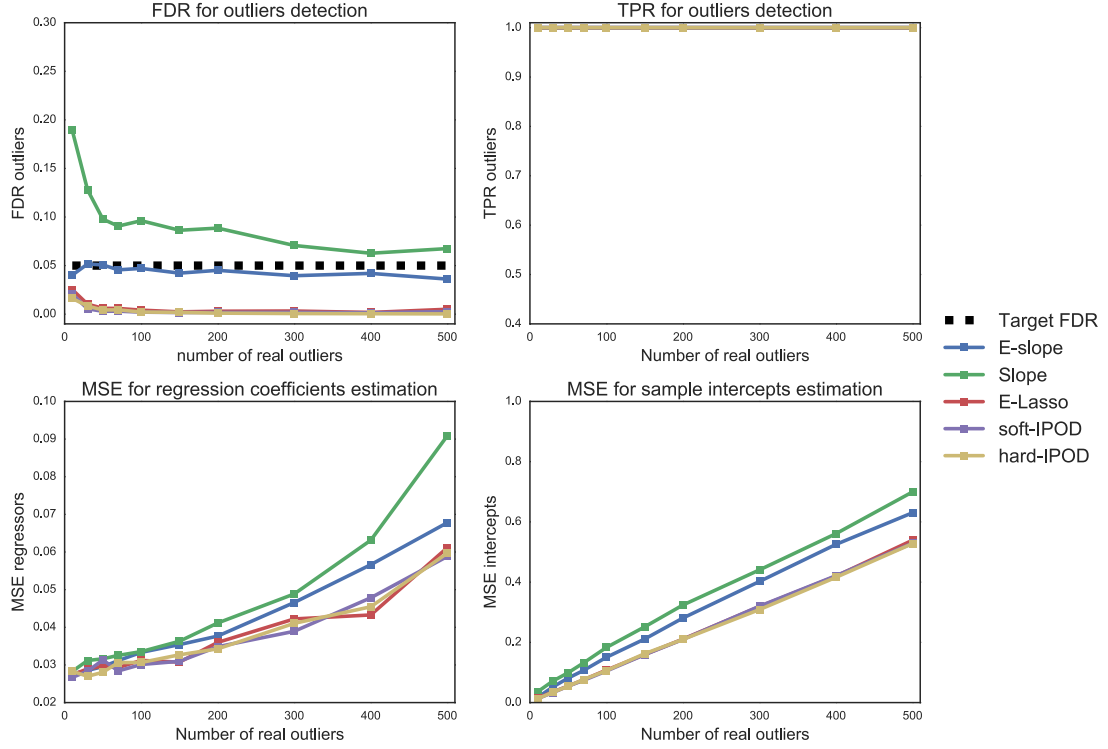 FDR for outliers detection
0.30
0.25
0.20
0.15
0.10
0.05
0.00
FDR outliers
0 100 200 300 400 500
number of real outliers
TPR for outliers detection
1.0
0.9
0.8
0.7
0.6
0.5
0.4
TPR outliers
0 100 200 300 400 500
Number of real outliers
MSE for regression coefficients estimation
0.10
0.09
0.08
0.07
0.06
0.05
0.04
0.03
0.02
MSE regressors
0 100 200 300 400 500
Number of real outliers
MSE for sample intercepts estimation
1.0
0.8
0.6
0.4
0.2
0.0
MSE intercepts
0 100 200 300 400 500
Number of real outliers
Target FDR
E-slope
Slope
E-Lasso
soft-IPOD
hard-IPOD